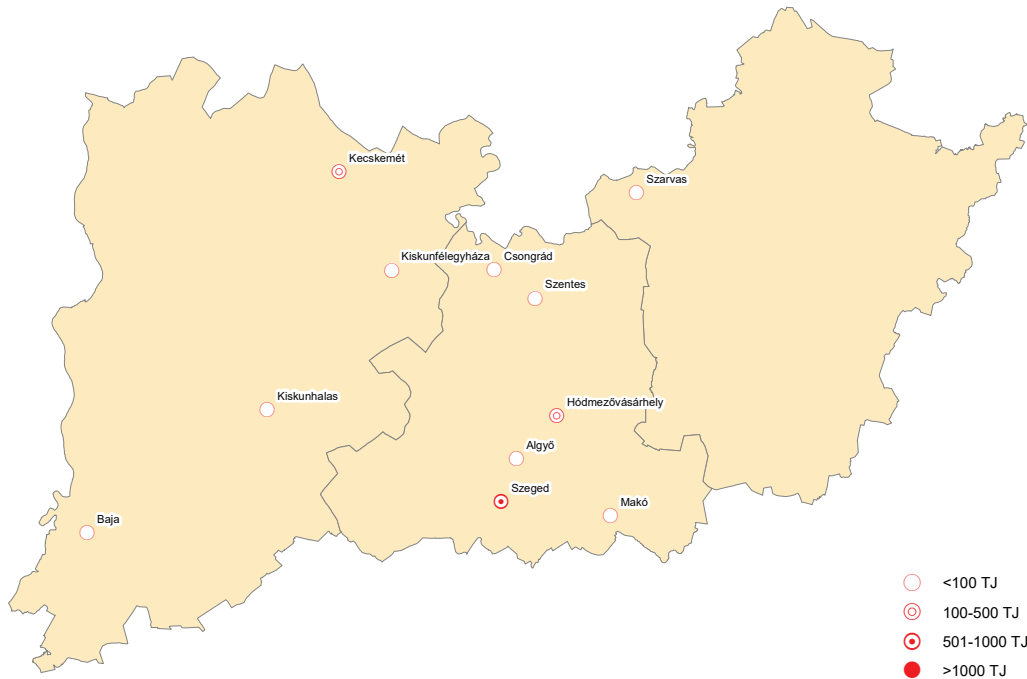 Kecskemét
Szarvas
Kiskunfélegyháza
Csongrád
Szentes
Kiskunhalas
Hódmezővásárhely
Algyő
Szeged
Makó
Baja
<100 TJ
100-500 TJ
501-1000 TJ
>1000 TJ